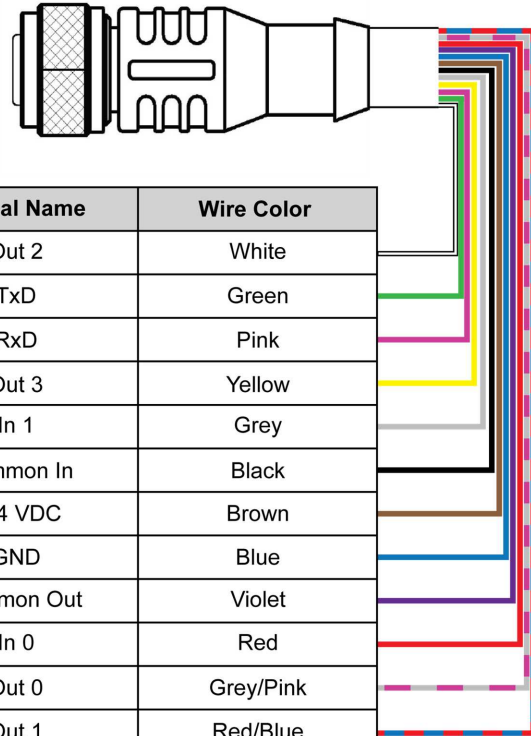 al Name Wire Color
Out 2 White
TxD Green
RxD Pink
Out 3 Yellow
In 1 Grey
mmon In Black
4 VDC Brown
GND Blue
mon Out Violet
In 0 Red
Out 0 Grey/Pink
Out 1 Red/Blue